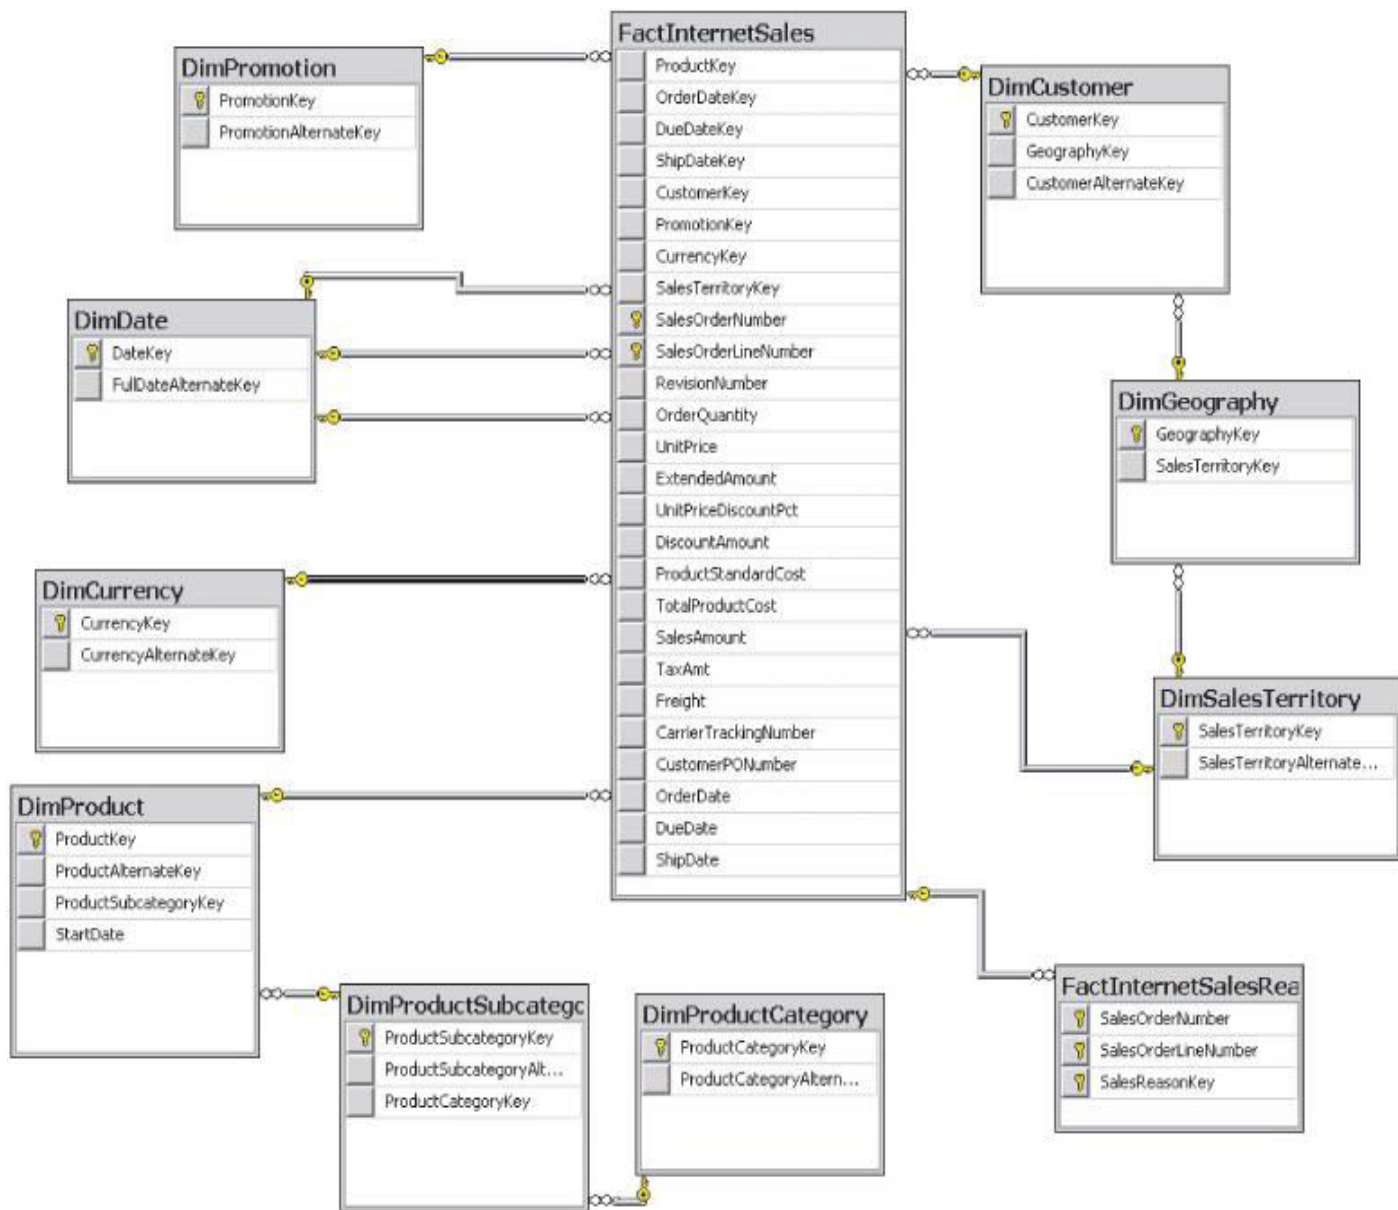 FactInternetSales
ProductKey
OrderDateKey
DueDateKey
ShipDateKey
CustomerKey
PromotionKey
CurrencyKey
SalesTerritoryKey
SalesOrderNumber
SalesOrderLineNumber
RevisionNumber
OrderQuantity
UnitPrice
ExtendedAmount
UnitPriceDiscountPct
DiscountAmount
ProductStandardCost
TotalProductCost
SalesAmount
TaxAmt
Freight
CarrierTrackingNumber
CustomerPONumber
OrderDate
DueDate
ShipDate
DimPromotion
PromotionKey
PromotionAlternateKey
DimCustomer
CustomerKey
GeographyKey
CustomerAlternateKey
DimDate
DateKey
FullDateAlternateKey
DimGeography
GeographyKey
SalesTerritoryKey
DimCurrency
CurrencyKey
CurrencyAlternateKey
DimSalesTerritory
SalesTerritoryKey
SalesTerritoryAlternate...
DimProduct
ProductKey
ProductAlternateKey
ProductSubcategoryKey
StartDate
DimProductSubcatego
ProductSubcategoryKey
ProductSubcategoryAlt...
ProductCategoryKey
DimProductCategory
ProductCategoryKey
ProductCategoryAltern...
FactInternetSalesRea
SalesOrderNumber
SalesOrderLineNumber
SalesReasonKey